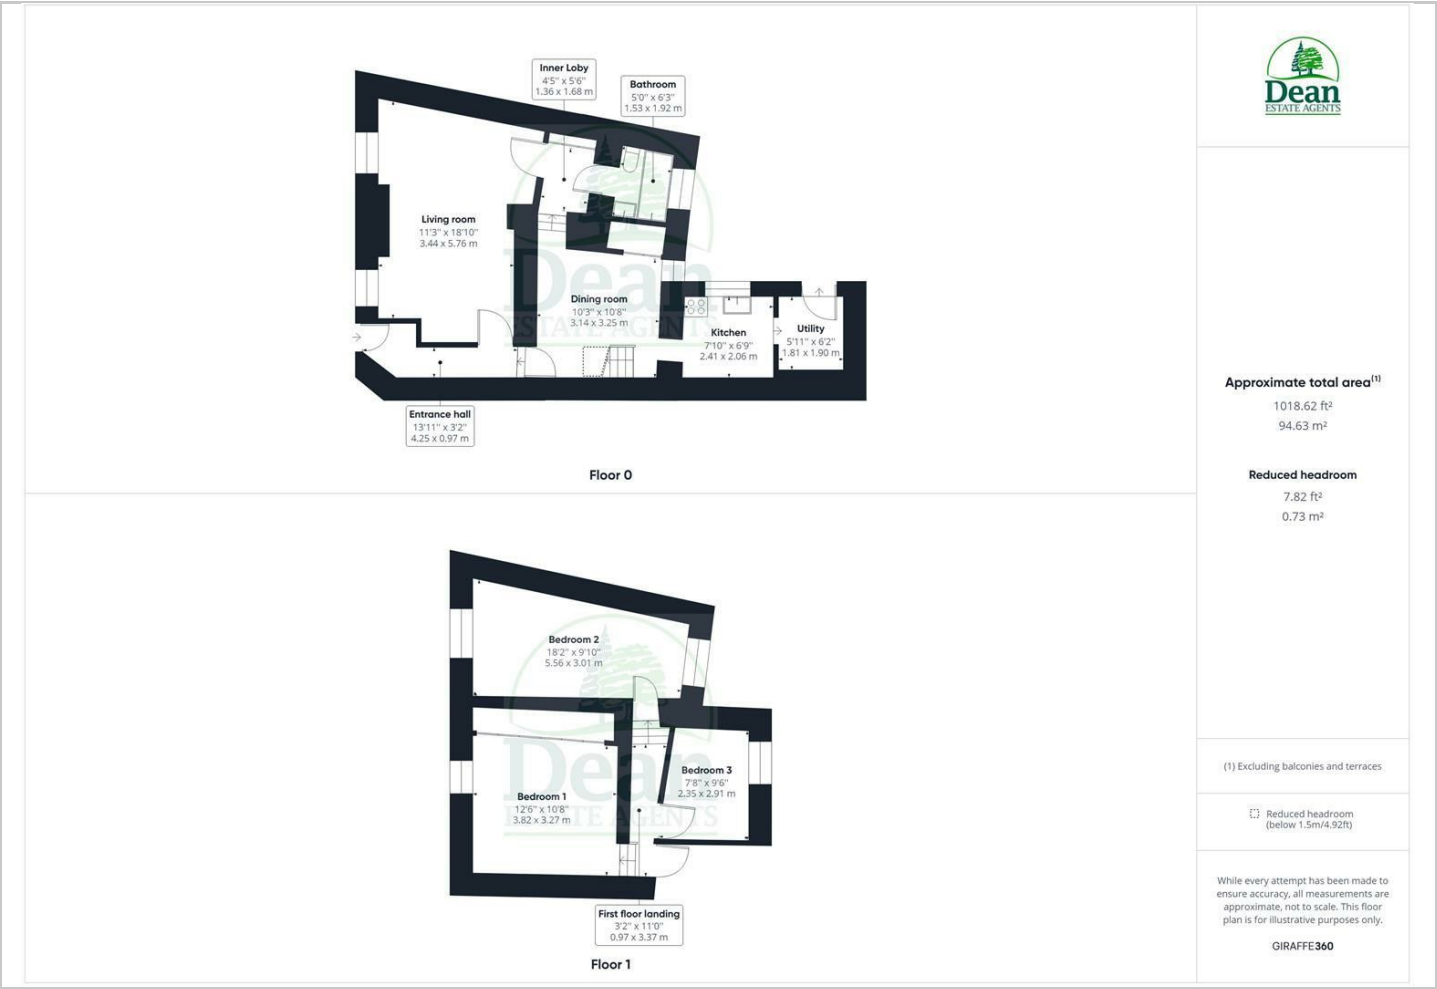 Inner Loby
4'5" x 5'6"
1.36 x 1.68 m
Bathroom
5'0" x 6'3"
1.53 x 1.92 m
Living room
11'3" x 18'10"
3.44 x 5.76 m
Dining room
10'3" x 10'8"
3.14 x 3.25 m
Kitchen
7'10" x 6'9"
2.41 x 2.06 m
Utility
5'11" x 6'2"
1.81 x 1.90 m
Entrance hall
13'11" x 3'2"
4.25 x 0.97 m
Dean
ESTATE AGENTS
Floor 0
Bedroom 2
18'2" x 9'10"
5.56 x 3.01 m
Bedroom 1
12'6" x 10'8"
3.82 x 3.27 m
Bedroom 3
7'8" x 9'6"
2.35 x 2.91 m
First floor landing
3'2" x 11'0"
0.97 x 3.37 m
Dean
ESTATE AGENTS
Floor 1
Dean
ESTATE AGENTS
Approximate total area(1)
1018.62 ft²
94.63 m²
Reduced headroom
7.82 ft²
0.73 m²
(1) Excluding balconies and terraces
Reduced headroom
(below 1.5m/4.92ft)
While every attempt has been made to
ensure accuracy, all measurements are
approximate, not to scale. This floor
plan is for illustrative purposes only.
GIRAFFE360